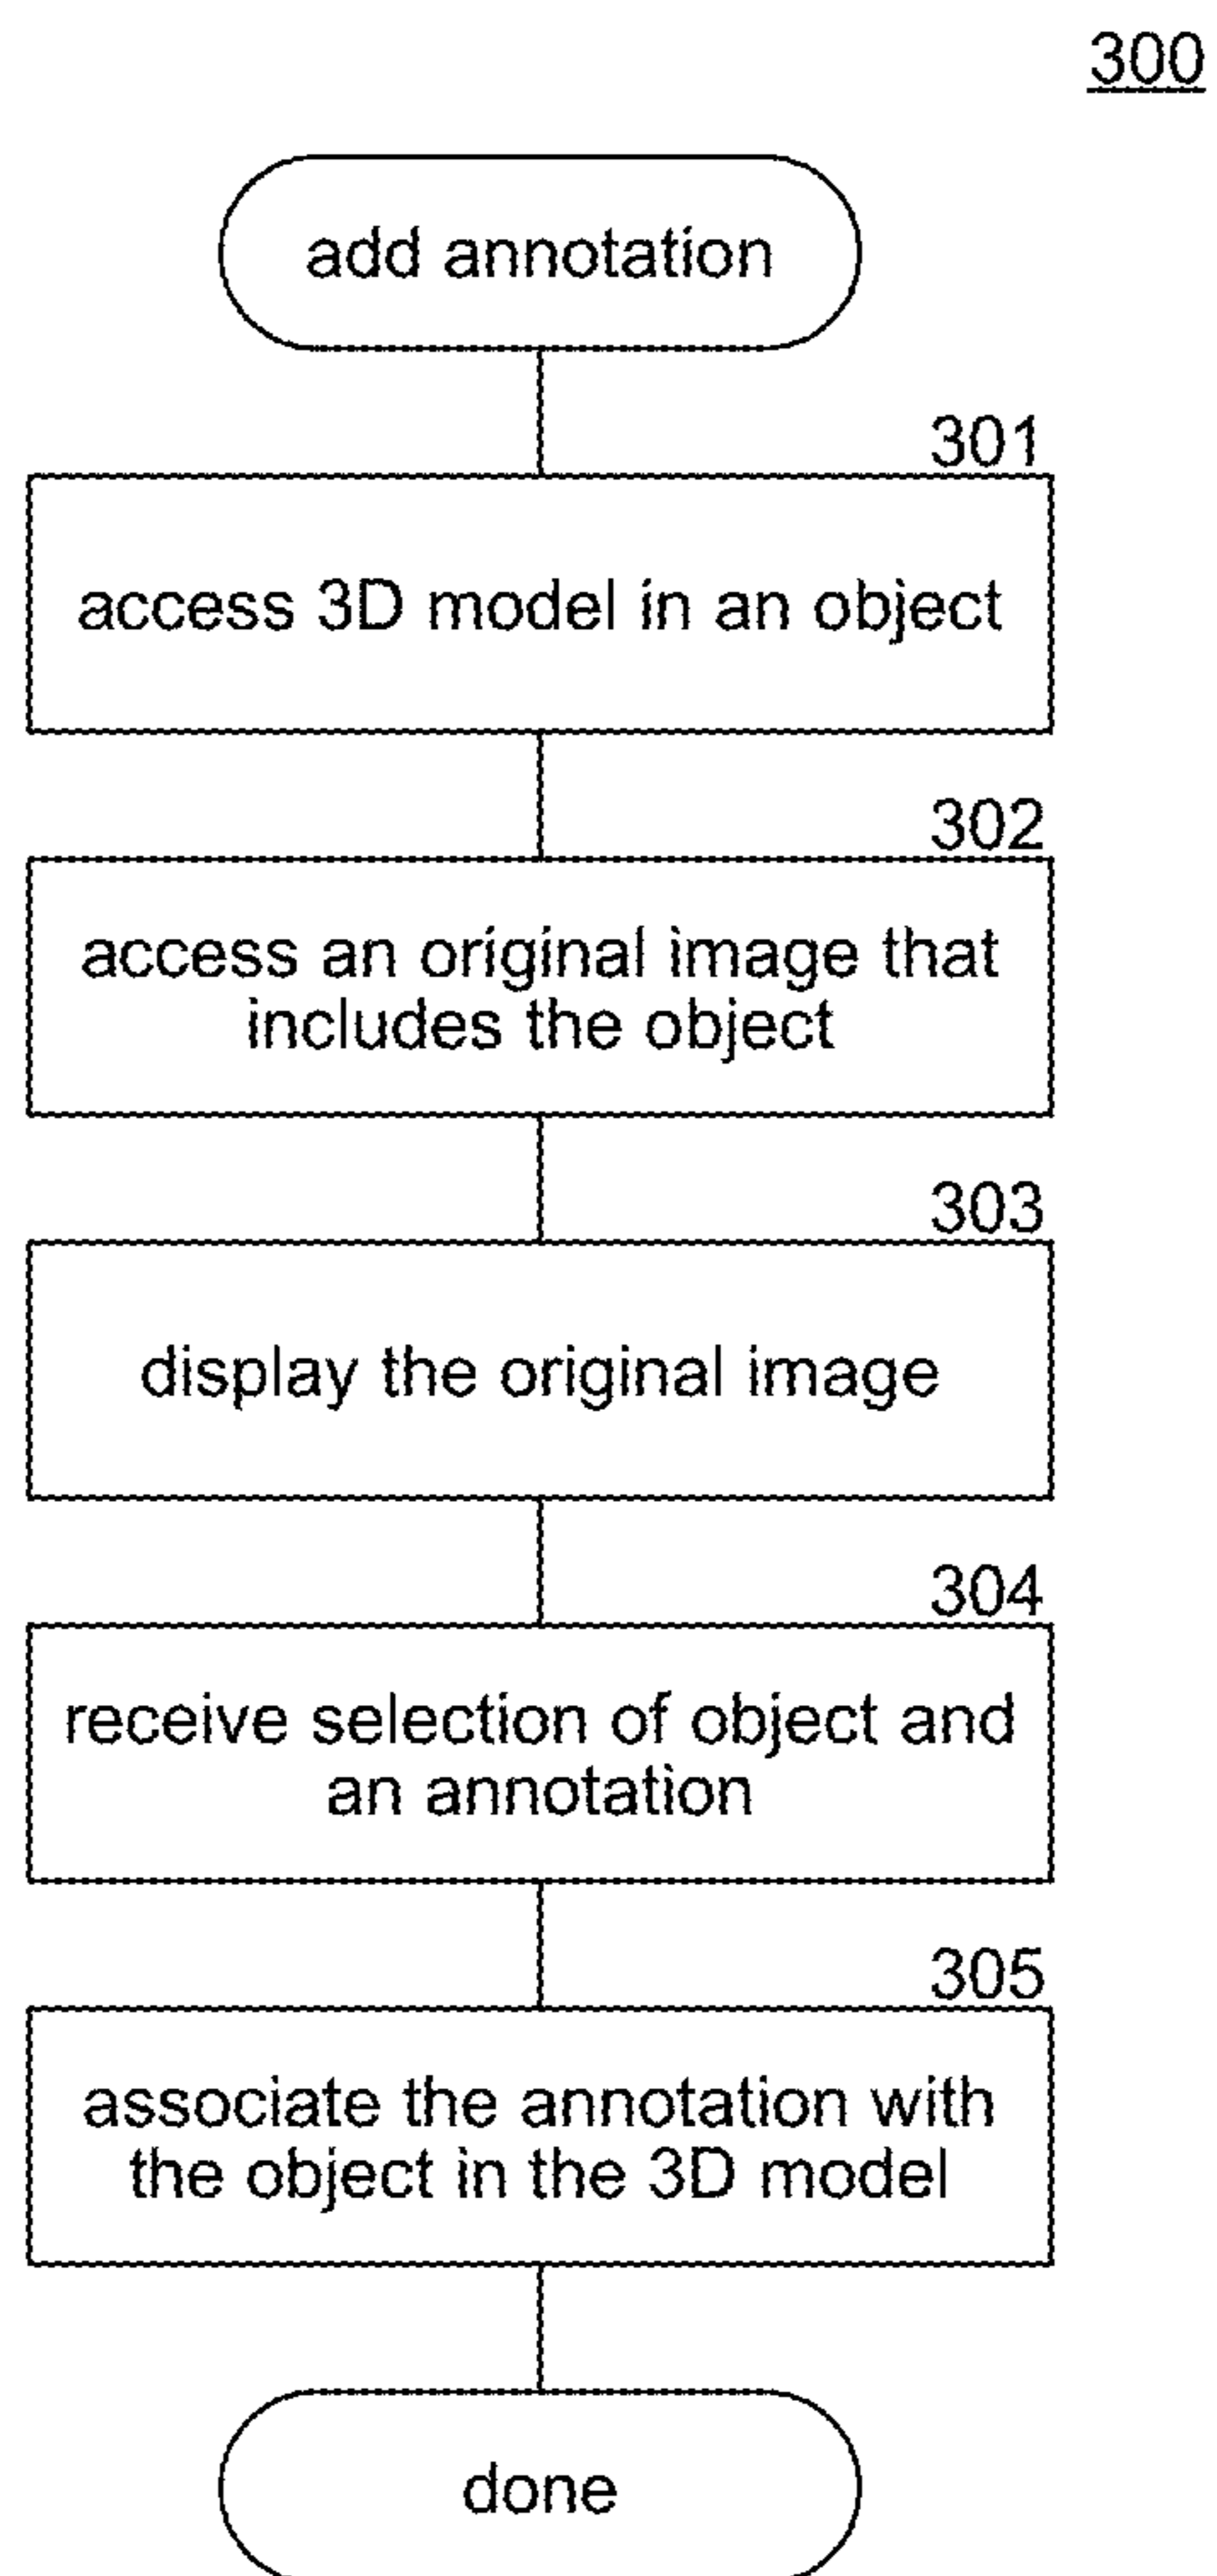 300
add annotation
301
access 3D model in an object
302
access an original image that
includes the object
303
display the original image
304
receive selection of object and
an annotation
305
associate the annotation with
the object in the 3D model
done